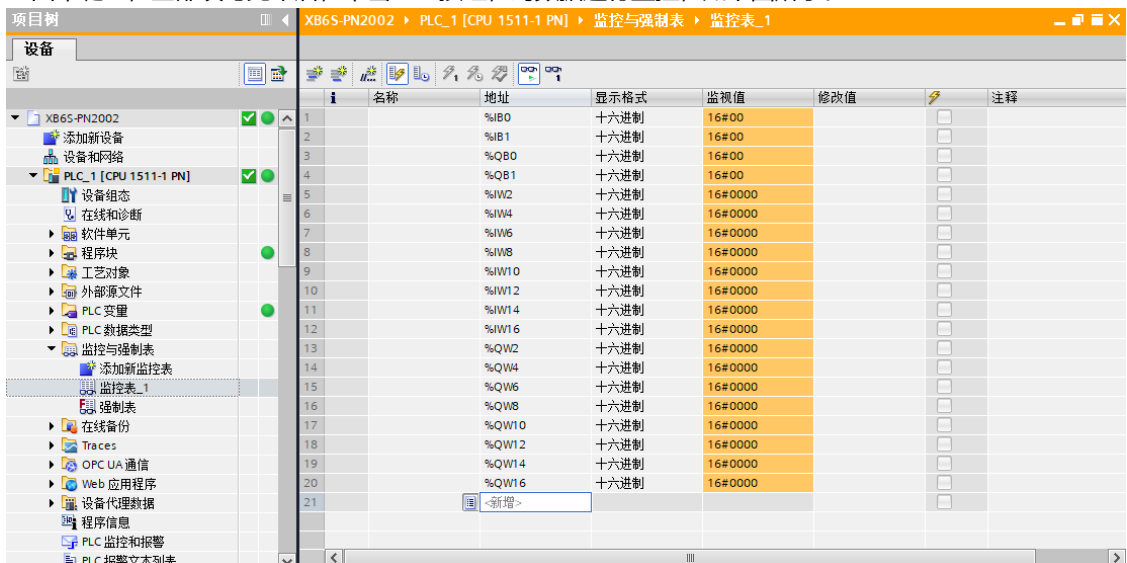 项目树
XB6S-PN2002 ▸ PLC_1 [CPU 1511-1 PN] ▸ 监控与强制表 ▸ 监控表_1
设备
i 名称 地址 显示格式 监视值 修改值 注释
XB6S-PN2002
添加新设备
设备和网络
PLC_1 [CPU 1511-1 PN]
设备组态
在线和诊断
软件单元
程序块
工艺对象
外部源文件
PLC 变量
PLC 数据类型
监控与强制表
添加新监控表
监控表_1
强制表
在线备份
Traces
OPC UA 通信
Web 应用程序
设备代理数据
程序信息
PLC 监控和报警
PLC 报警文本列表
1 %IB0 十六进制 16#00
2 %IB1 十六进制 16#00
3 %QB0 十六进制 16#00
4 %QB1 十六进制 16#00
5 %IW2 十六进制 16#0000
6 %IW4 十六进制 16#0000
7 %IW6 十六进制 16#0000
8 %IW8 十六进制 16#0000
9 %IW10 十六进制 16#0000
10 %IW12 十六进制 16#0000
11 %IW14 十六进制 16#0000
12 %IW16 十六进制 16#0000
13 %QW2 十六进制 16#0000
14 %QW4 十六进制 16#0000
15 %QW6 十六进制 16#0000
16 %QW8 十六进制 16#0000
17 %QW10 十六进制 16#0000
18 %QW12 十六进制 16#0000
19 %QW14 十六进制 16#0000
20 %QW16 十六进制 16#0000
21 <新增>